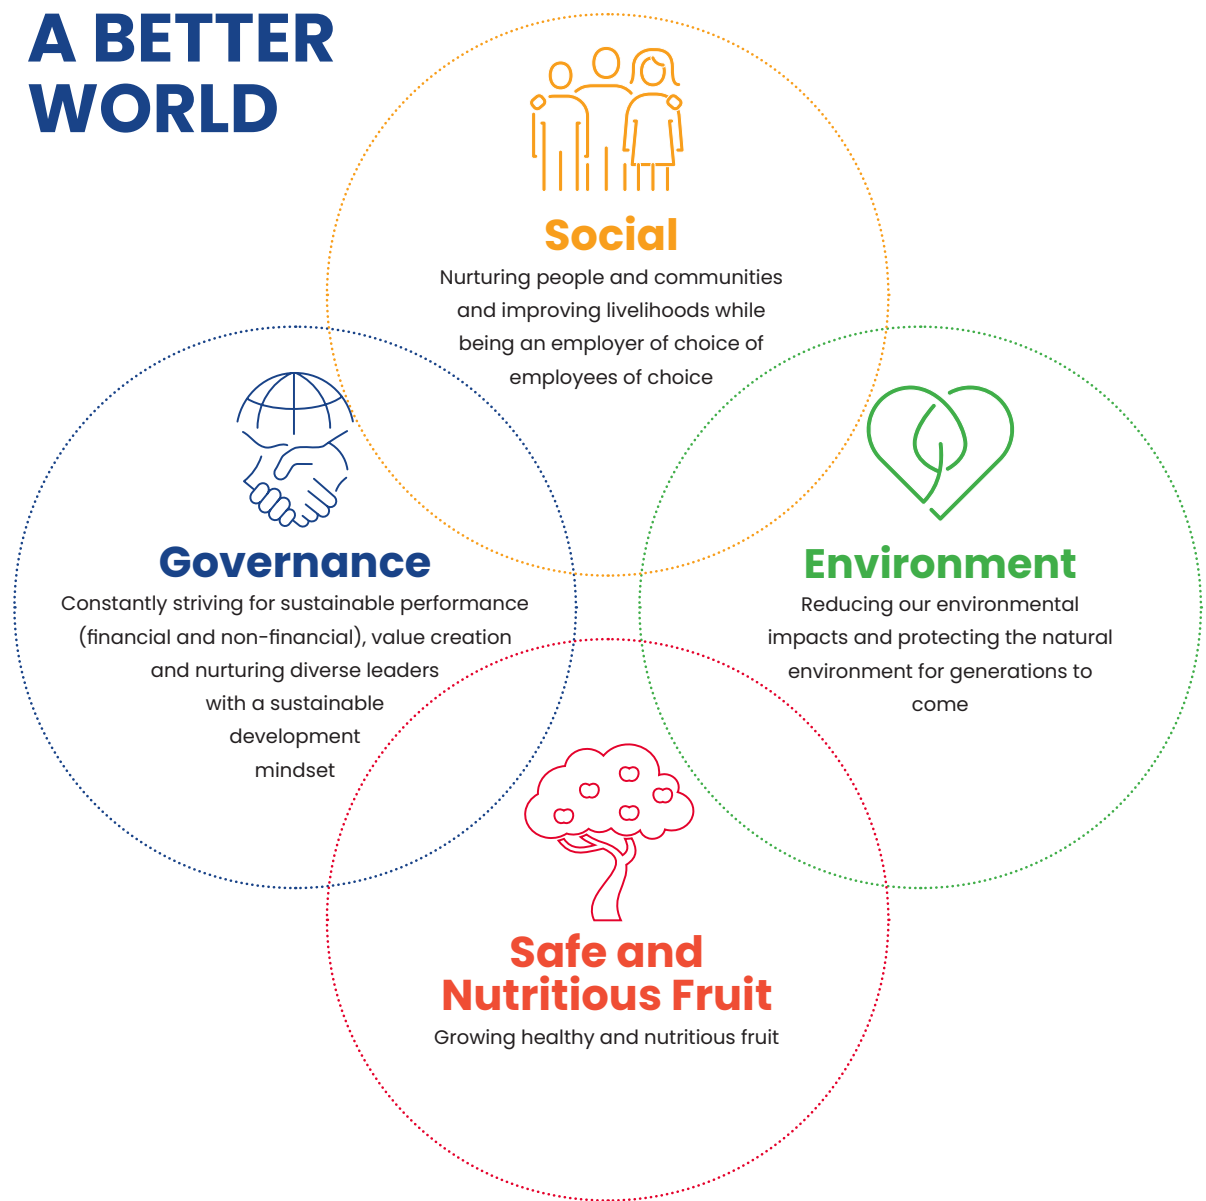 A BETTER
WORLD
Social
Nurturing people and communities
and improving livelihoods while
being an employer of choice of
employees of choice
Governance
Constantly striving for sustainable performance
(financial and non-financial), value creation
and nurturing diverse leaders
with a sustainable
development
mindset
Environment
Reducing our environmental
impacts and protecting the natural
environment for generations to
come
Safe and
Nutritious Fruit
Growing healthy and nutritious fruit